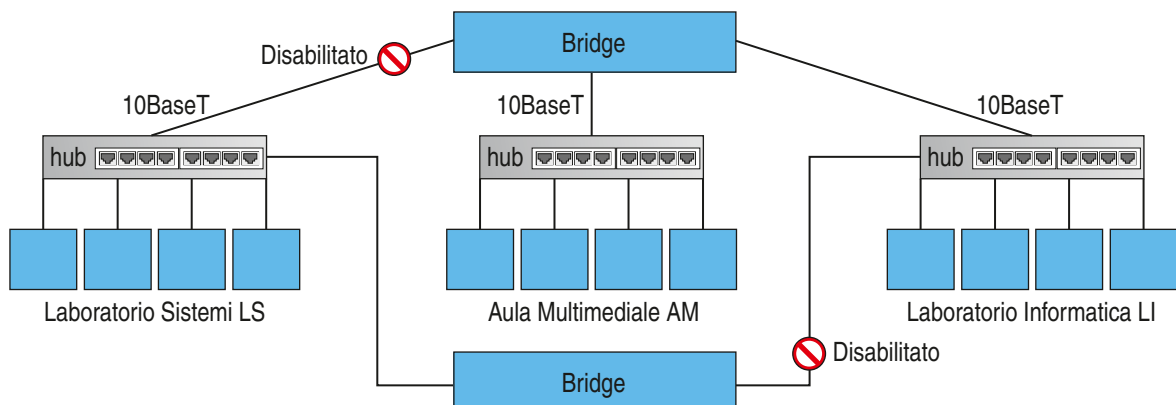 Bridge
Disabilitato
10BaseT
10BaseT
10BaseT
hub
hub
hub
Laboratorio Sistemi LS
Aula Multimediale AM
Laboratorio Informatica LI
Disabilitato
Bridge